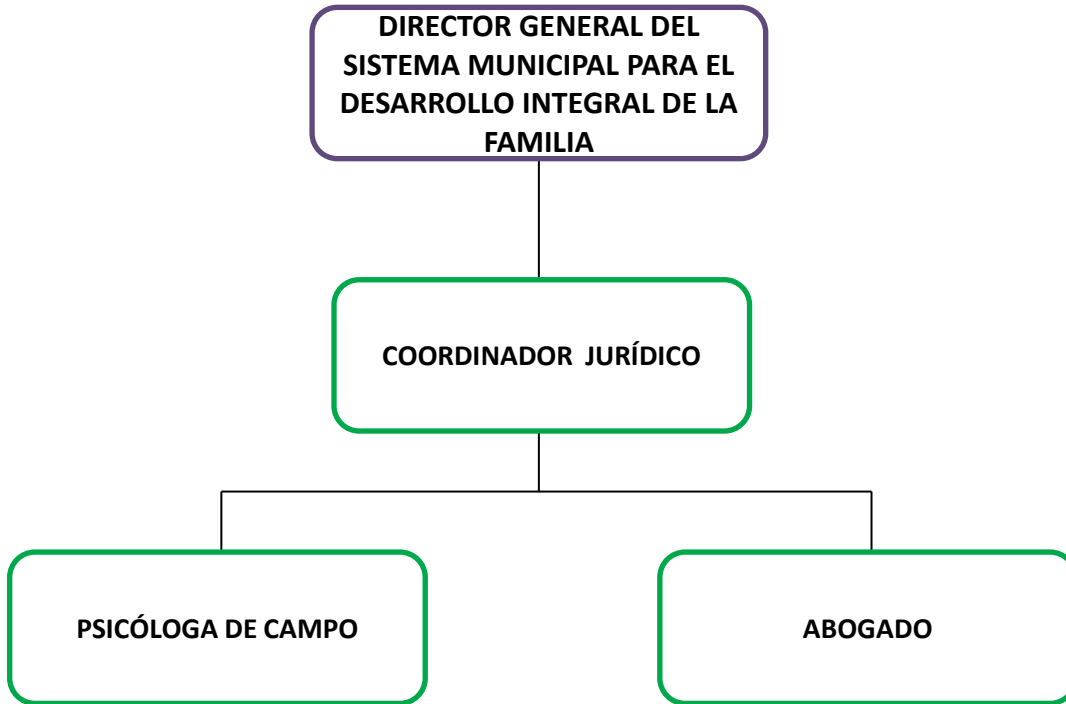 DIRECTOR GENERAL DEL
SISTEMA MUNICIPAL PARA EL
DESARROLLO INTEGRAL DE LA
FAMILIA
COORDINADOR  JURÍDICO
PSICÓLOGA DE CAMPO
ABOGADO